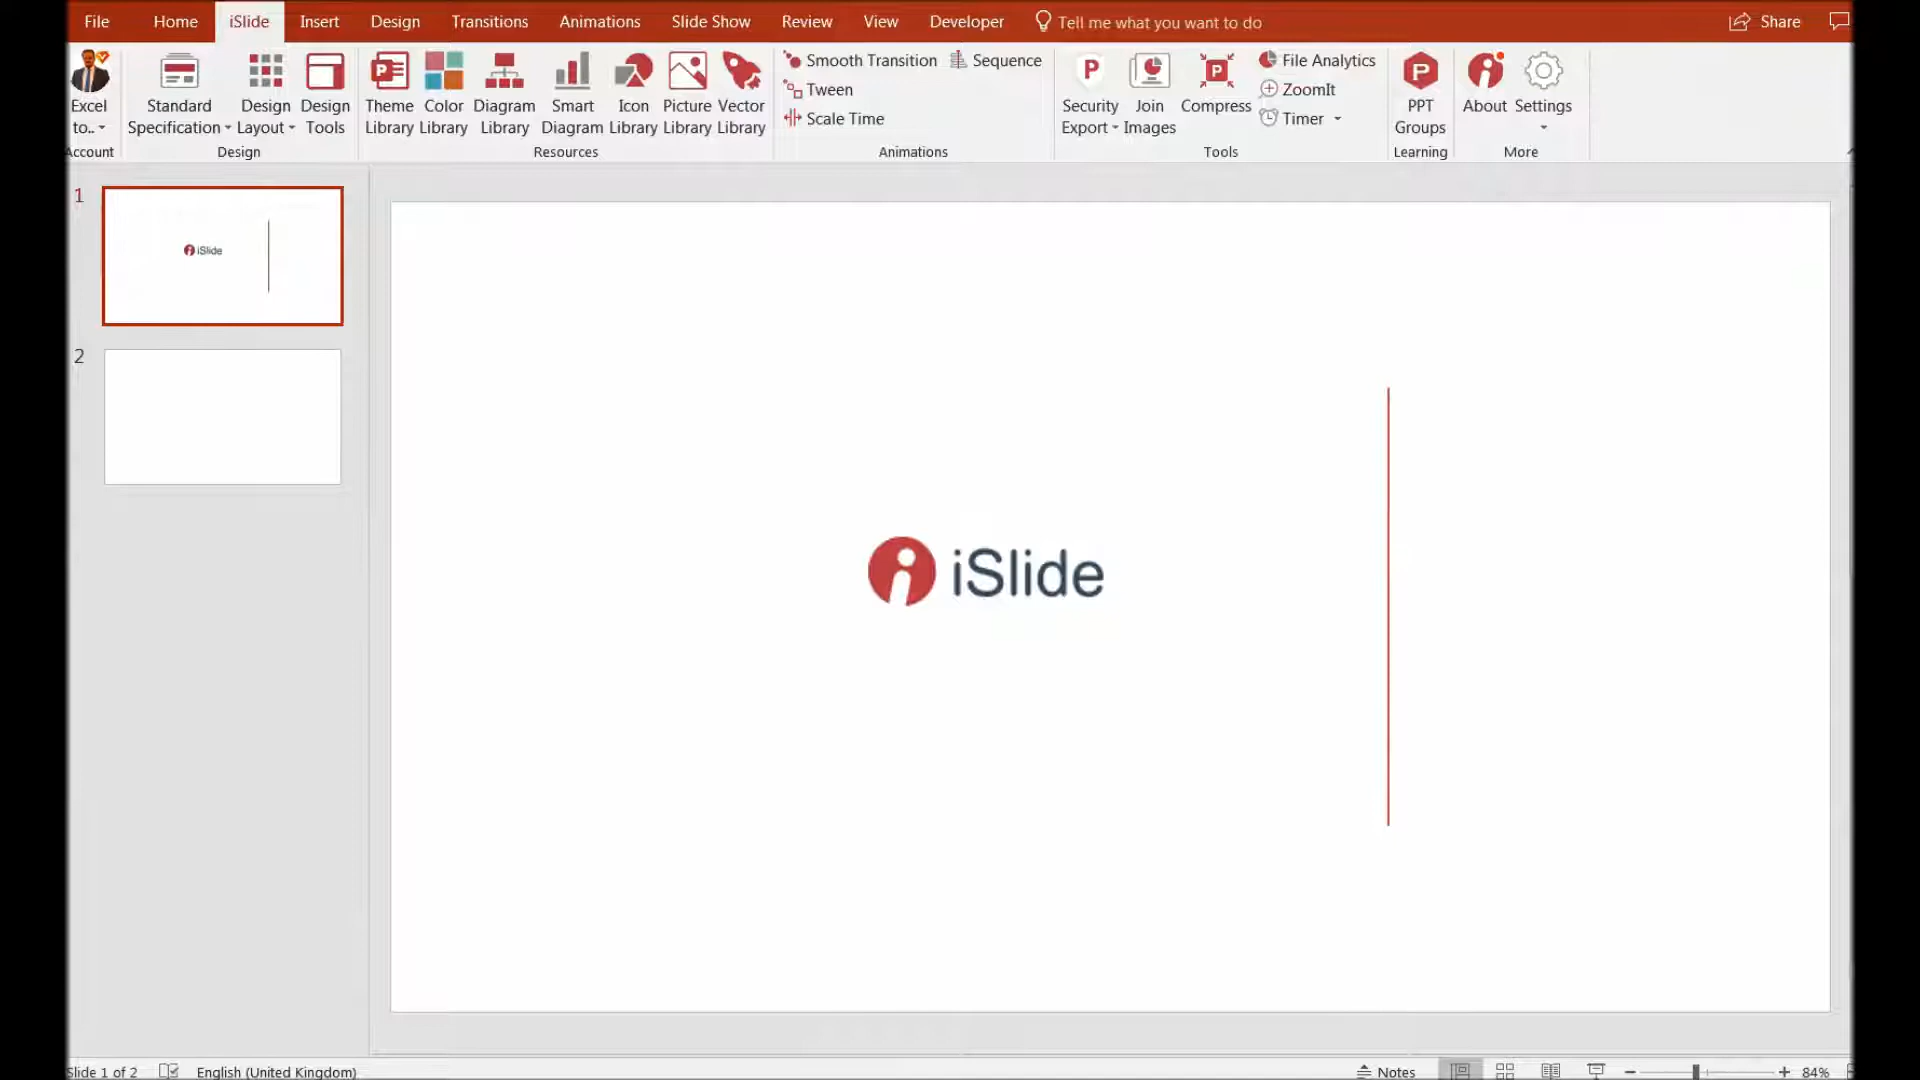 File Home iSlide Insert Design Transitions Animations Slide Show Review View Developer Tell me what you want to do Share
Excel to..
Account
Standard Specification
Design Layout
Design Tools
Design
Theme Library
Color Library
Diagram Library
Smart Diagram
Icon Library
Picture Library
Vector Library
Resources
Smooth Transition
Sequence
Tween
Scale Time
Animations
Security Export
Join Images
Compress
File Analytics
ZoomIt
Timer
Tools
PPT Groups
Learning
About
Settings
More
1
iSlide
2
iSlide
Slide 1 of 2 English (United Kingdom) Notes 84%